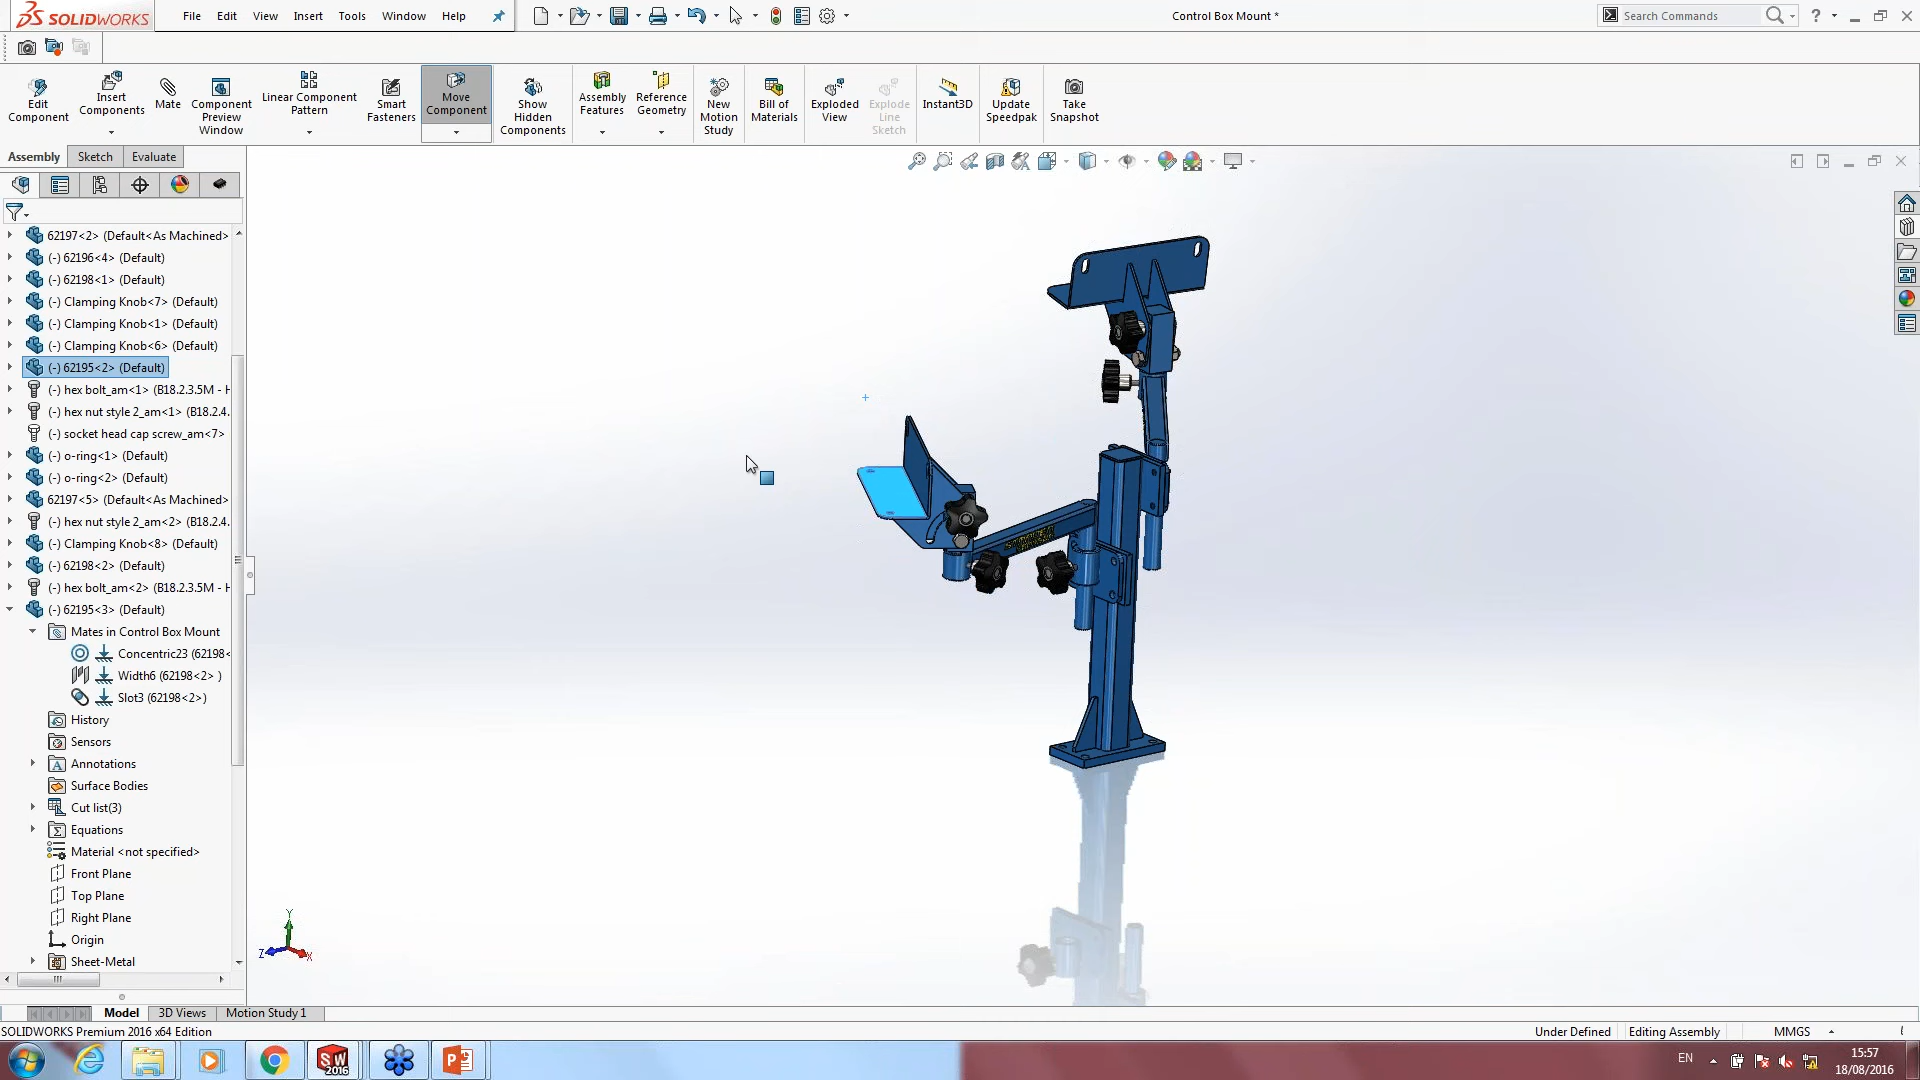 SOLIDWORKS File Edit View Insert Tools Window Help Control Box Mount * Search Commands
Edit Component
Insert Components
Mate
Component Preview Window
Linear Component Pattern
Smart Fasteners
Move Component
Show Hidden Components
Assembly Features
Reference Geometry
New Motion Study
Bill of Materials
Exploded View
Explode Line Sketch
Instant3D
Update Speedpak
Take Snapshot
Assembly Sketch Evaluate
62197<2> (Default<As Machined>
(-) 62196<4> (Default)
(-) 62198<1> (Default)
(-) Clamping Knob<7> (Default)
(-) Clamping Knob<1> (Default)
(-) Clamping Knob<6> (Default)
(-) 62195<2> (Default)
(-) hex bolt_am<1> (B18.2.3.5M - H
(-) hex nut style 2_am<1> (B18.2.4.
(-) socket head cap screw_am<7>
(-) o-ring<1> (Default)
(-) o-ring<2> (Default)
62197<5> (Default<As Machined>
(-) hex nut style 2_am<2> (B18.2.4.
(-) Clamping Knob<8> (Default)
(-) 62198<2> (Default)
(-) hex bolt_am<2> (B18.2.3.5M - H
(-) 62195<3> (Default)
Mates in Control Box Mount
Concentric23 (62198<
Width6 (62198<2> )
Slot3 (62198<2>)
History
Sensors
Annotations
Surface Bodies
Cut list(3)
Equations
Material <not specified>
Front Plane
Top Plane
Right Plane
Origin
Sheet-Metal
Y
Z X
Model 3D Views Motion Study 1
SOLIDWORKS Premium 2016 x64 Edition Under Defined Editing Assembly MMGS
SW 2016
EN 15:57
18/08/2016